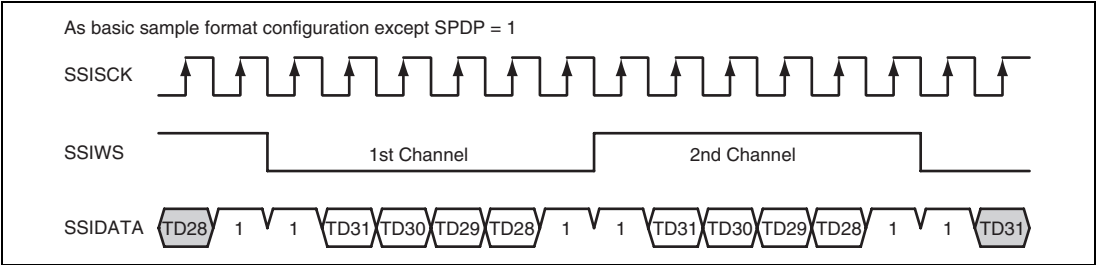 As basic sample format configuration except SPDP = 1
SSISCK
SSIWS 1st Channel 2nd Channel
SSIDATA TD28 1 1 TD31 TD30 TD29 TD28 1 1 TD31 TD30 TD29 TD28 1 1 TD31